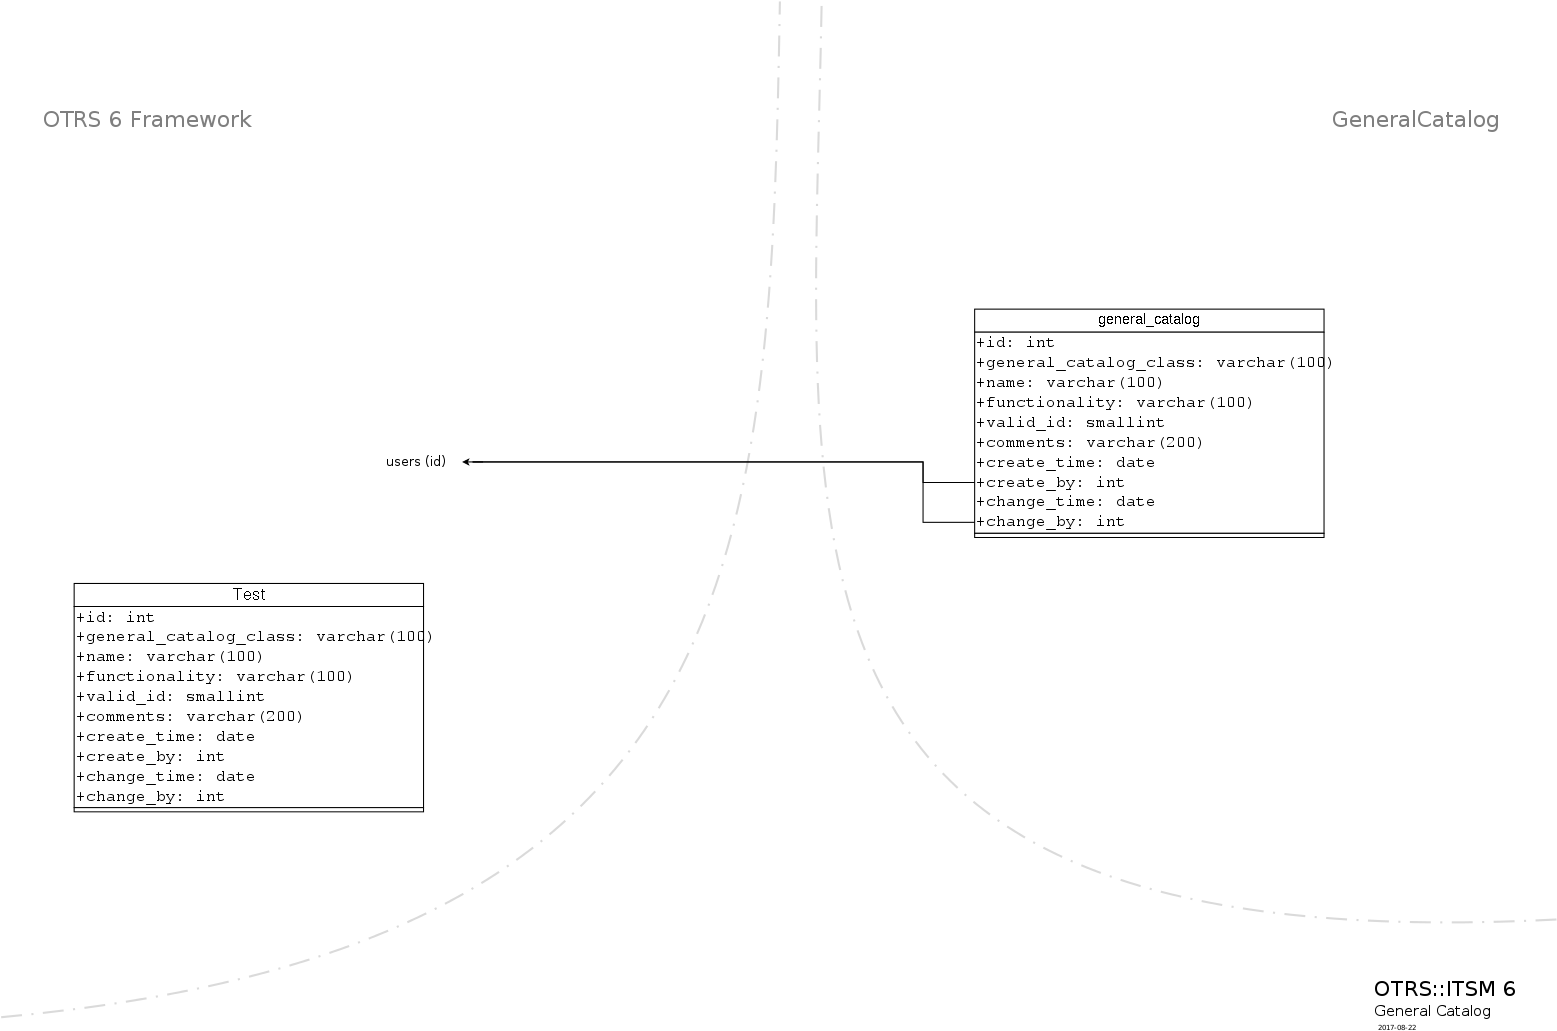 OTRS 6 Framework
GeneralCatalog
general_catalog
+id: int
+general_catalog_class: varchar(100)
+name: varchar(100)
+functionality: varchar(100)
+valid_id: smallint
+comments: varchar(200)
+create_time: date
+create_by: int
+change_time: date
+change_by: int
users (id)
Test
+id: int
+general_catalog_class: varchar(100)
+name: varchar(100)
+functionality: varchar(100)
+valid_id: smallint
+comments: varchar(200)
+create_time: date
+create_by: int
+change_time: date
+change_by: int
OTRS::ITSM 6
General Catalog
2017-08-22